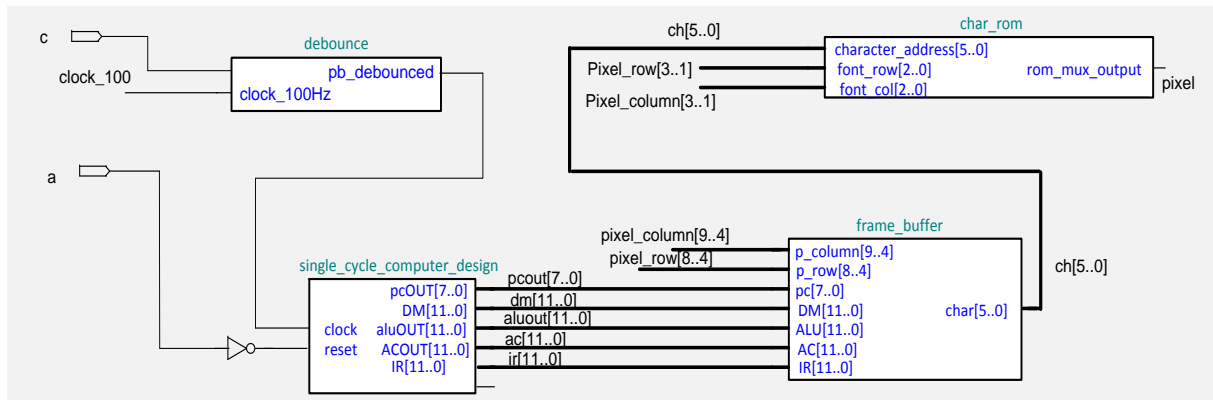 c
debounce
pb_debounced
clock_100
clock_100Hz
ch[5..0]
char_rom
character_address[5..0]
Pixel_row[3..1]
font_row[2..0]
rom_mux_output
Pixel_column[3..1]
font_col[2..0]
pixel
a
single_cycle_computer_design
pcOUT[7..0]
DM[11..0]
clock
aluOUT[11..0]
reset
ACOUT[11..0]
IR[11..0]
pcout[7..0]
dm[11..0]
aluout[11..0]
ac[11..0]
ir[11..0]
pixel_column[9..4]
pixel_row[8..4]
frame_buffer
p_column[9..4]
p_row[8..4]
pc[7..0]
DM[11..0]
char[5..0]
ALU[11..0]
AC[11..0]
IR[11..0]
ch[5..0]